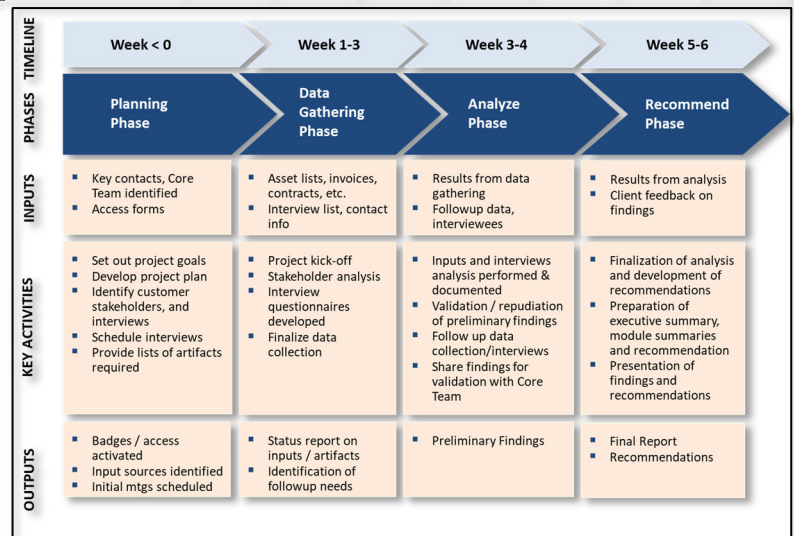 TIMELINE
Week < 0
Week 1-3
Week 3-4
Week 5-6
PHASES
Planning
Phase
Data
Gathering
Phase
Analyze
Phase
Recommend
Phase
INPUTS
Key contacts, Core
Team identified
Access forms
Asset lists, invoices,
contracts, etc.
Interview list, contact
info
Results from data
gathering
Followup data,
interviewees
Results from analysis
Client feedback on
findings
KEY ACTIVITIES
Set out project goals
Develop project plan
Identify customer
stakeholders, and
interviews
Schedule interviews
Provide lists of artifacts
required
Project kick-off
Stakeholder analysis
Interview
questionnaires
developed
Finalize data
collection
Inputs and interviews
analysis performed &
documented
Validation / repudiation
of preliminary findings
Follow up data
collection/interviews
Share findings for
validation with Core
Team
Finalization of analysis
and development of
recommendations
Preparation of
executive summary,
module summaries
and recommendation
Presentation of
findings and
recommendations
OUTPUTS
Badges / access
activated
Input sources identified
Initial mtgs scheduled
Status report on
inputs / artifacts
Identification of
followup needs
Preliminary Findings
Final Report
Recommendations